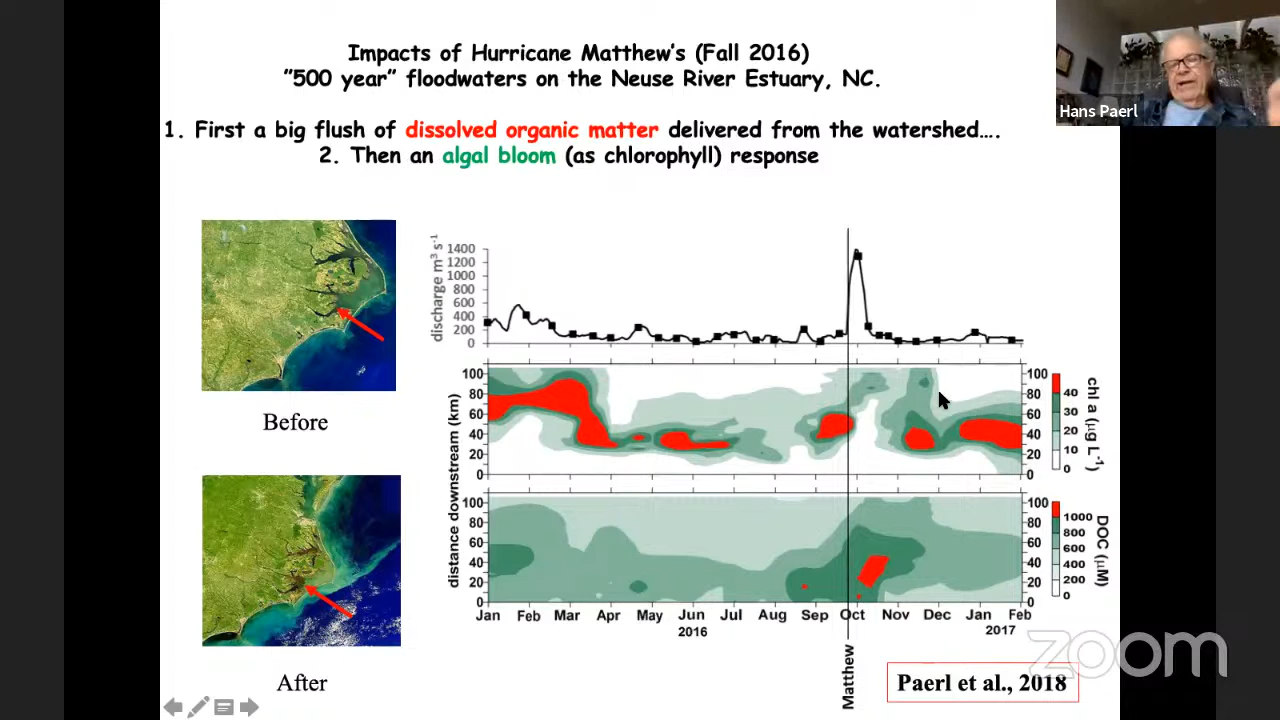 Impacts of Hurricane Matthew's (Fall 2016)
"500 year" floodwaters on the Neuse River Estuary, NC.
Hans Paerl
1. First a big flush of dissolved organic matter delivered from the watershed….
2. Then an algal bloom (as chlorophyll) response
Before
After
discharge m³ s⁻¹
1400
1200
1000
800
600
400
200
0
distance downstream (km)
100
80
60
40
20
0
100
80
60
40
20
0
40
30
20
10
0
chl a (µg L⁻¹)
100
80
60
40
20
0
100
80
60
40
20
0
1000
800
600
400
200
0
DOC (µM)
Jan Feb Mar Apr May Jun Jul Aug Sep Oct Nov Dec Jan Feb
2016 2017
Matthew
Paerl et al., 2018
zoom